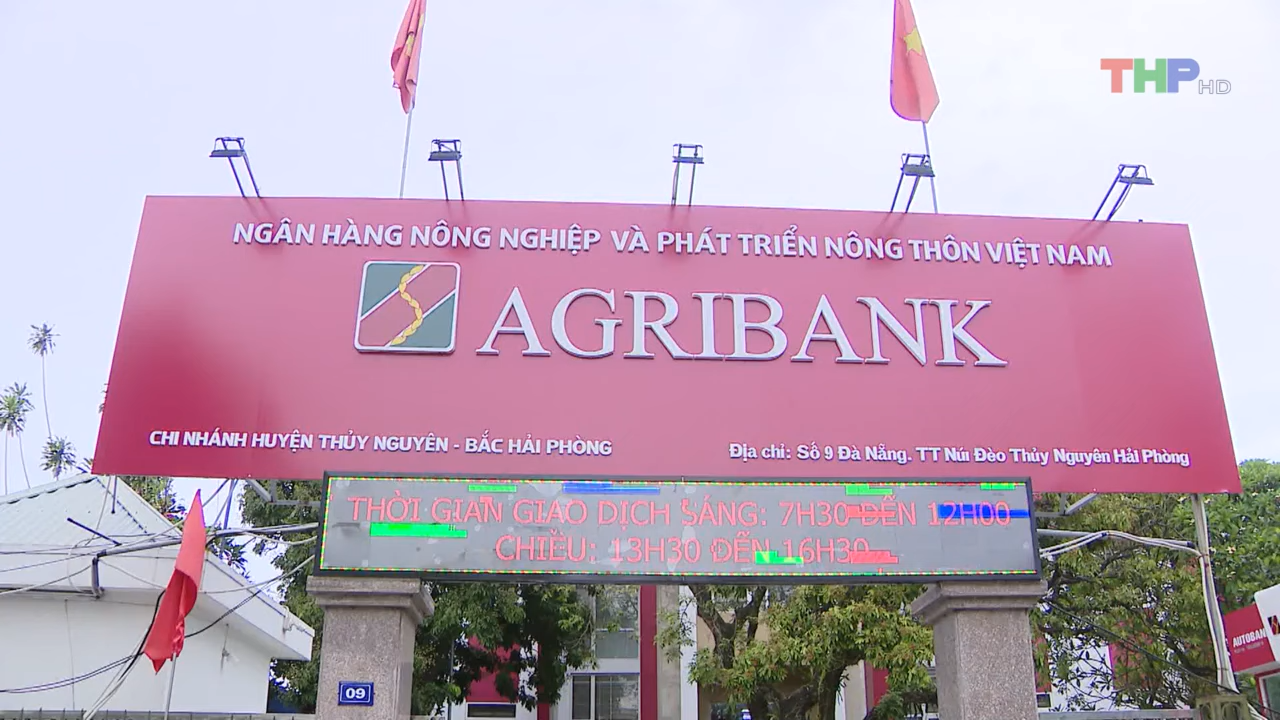 THP HD
NGÂN HÀNG NÔNG NGHIỆP VÀ PHÁT TRIỂN NÔNG THÔN VIỆT NAM
AGRIBANK
CHI NHÁNH HUYỆN THỦY NGUYÊN - BẮC HẢI PHÒNG
Địa chỉ: Số 9 Đà Nẵng. TT Núi Đèo Thủy Nguyên Hải Phòng
THỜI GIAN GIAO DỊCH SÁNG: 7H30 ĐẾN 12H00
CHIỀU: 13H30 ĐẾN 16H30
AUTOBANK
09